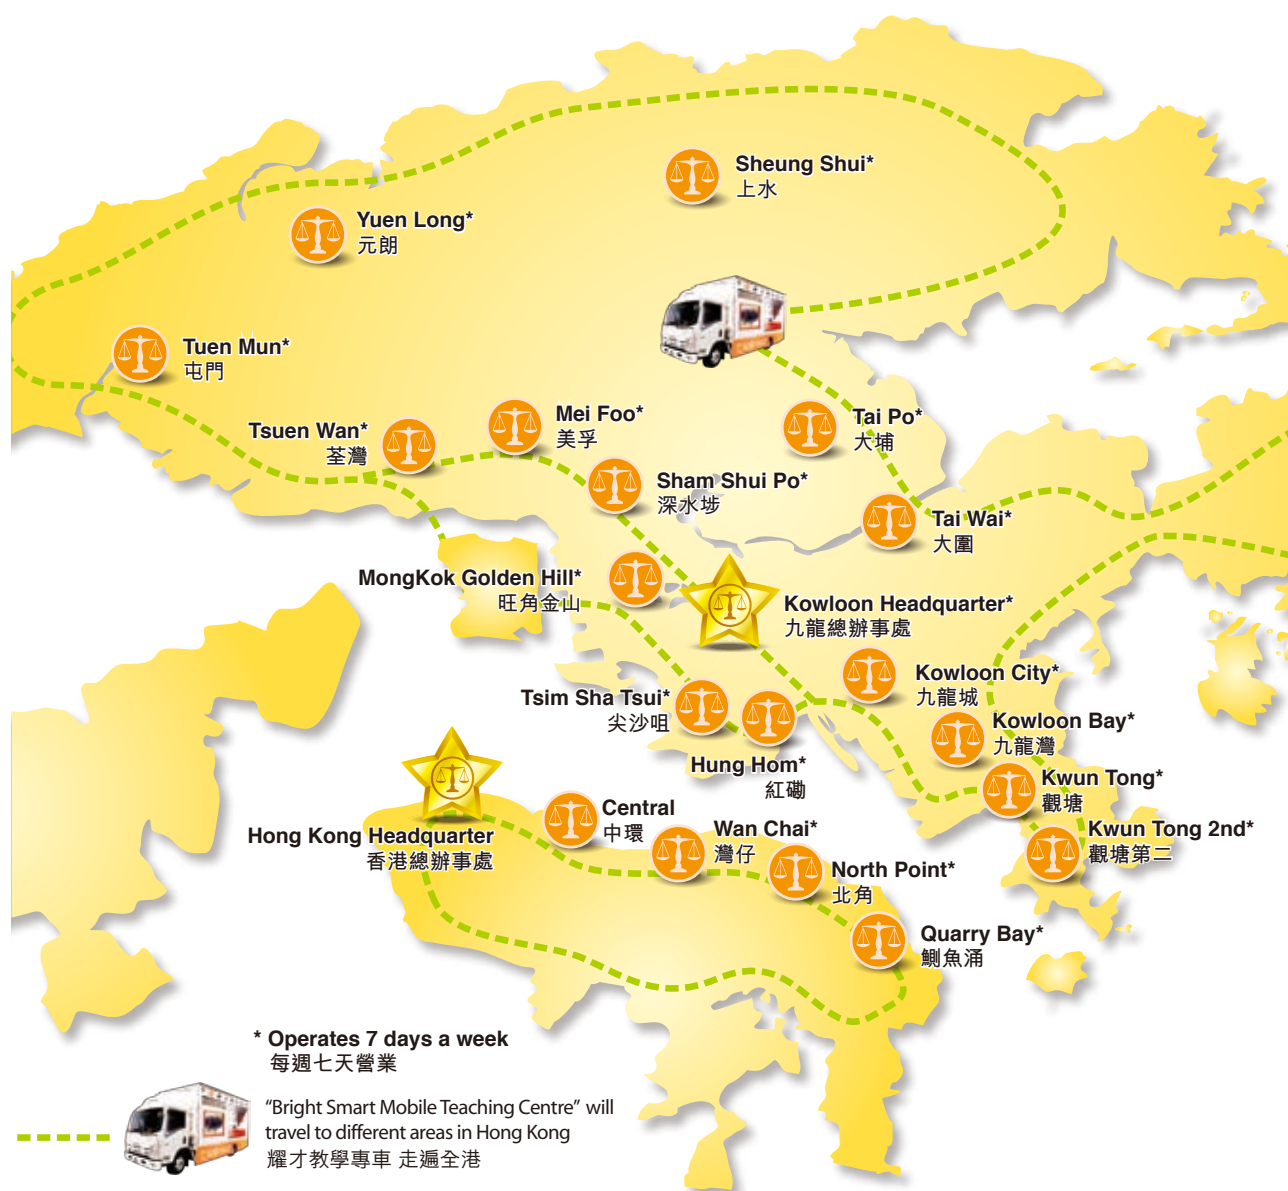 Sheung Shui*
上水
Yuen Long*
元朗
Tuen Mun*
屯門
Mei Foo*
美孚
Tsuen Wan*
荃灣
Tai Po*
大埔
Sham Shui Po*
深水埗
Tai Wai*
大圍
MongKok Golden Hill*
旺角金山
Kowloon Headquarter*
九龍總辦事處
Kowloon City*
九龍城
Tsim Sha Tsui*
尖沙咀
Kowloon Bay*
九龍灣
Hung Hom*
紅磡
Kwun Tong*
觀塘
Kwun Tong 2nd*
觀塘第二
Hong Kong Headquarter
香港總辦事處
Central
中環
Wan Chai*
灣仔
North Point*
北角
Quarry Bay*
鰂魚涌
* Operates 7 days a week
每週七天營業
“Bright Smart Mobile Teaching Centre” will
travel to different areas in Hong Kong
耀才教學專車 走遍全港